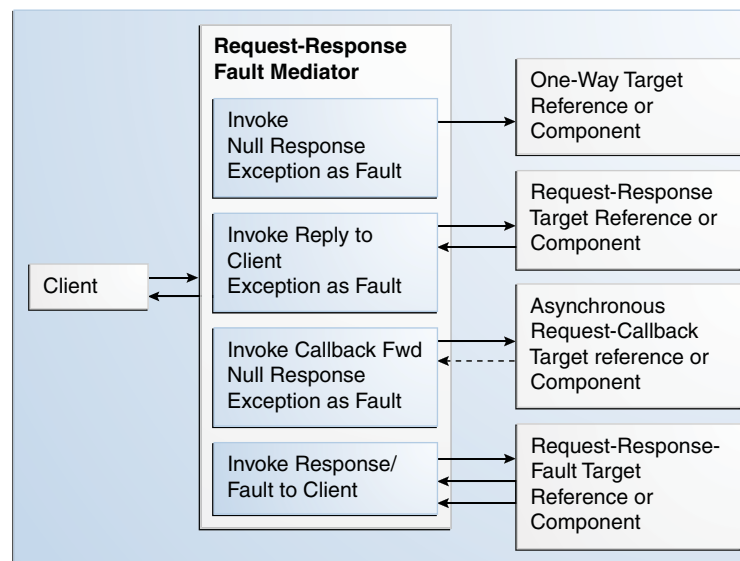 Request-Response
Fault Mediator
Invoke
Null Response
Exception as Fault
One-Way Target
Reference or
Component
Invoke Reply to
Client
Exception as Fault
Request-Response
Target Reference or
Component
Client
Invoke Callback Fwd
Null Response
Exception as Fault
Asynchronous
Request-Callback
Target reference or
Component
Invoke Response/
Fault to Client
Request-Response-
Fault Target
Reference or
Component